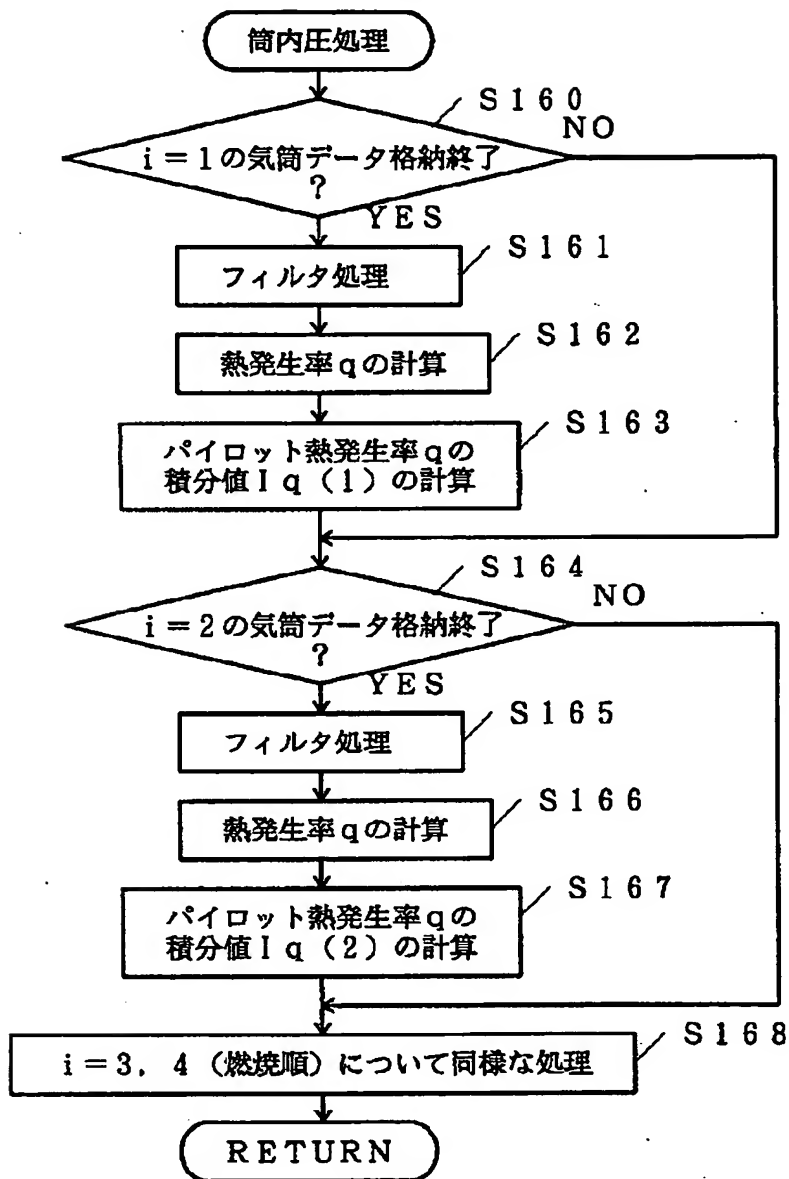 筒内圧処理
S160
NO
i=1の気筒データ格納終了
?
YES
S161
フィルタ処理
S162
熱発生率qの計算
S163
パイロット熱発生率qの
積分値Iq(1)の計算
S164
NO
i=2の気筒データ格納終了
?
YES
S165
フィルタ処理
S166
熱発生率qの計算
S167
パイロット熱発生率qの
積分値Iq(2)の計算
S168
i=3,4(燃焼順)について同様な処理
RETURN